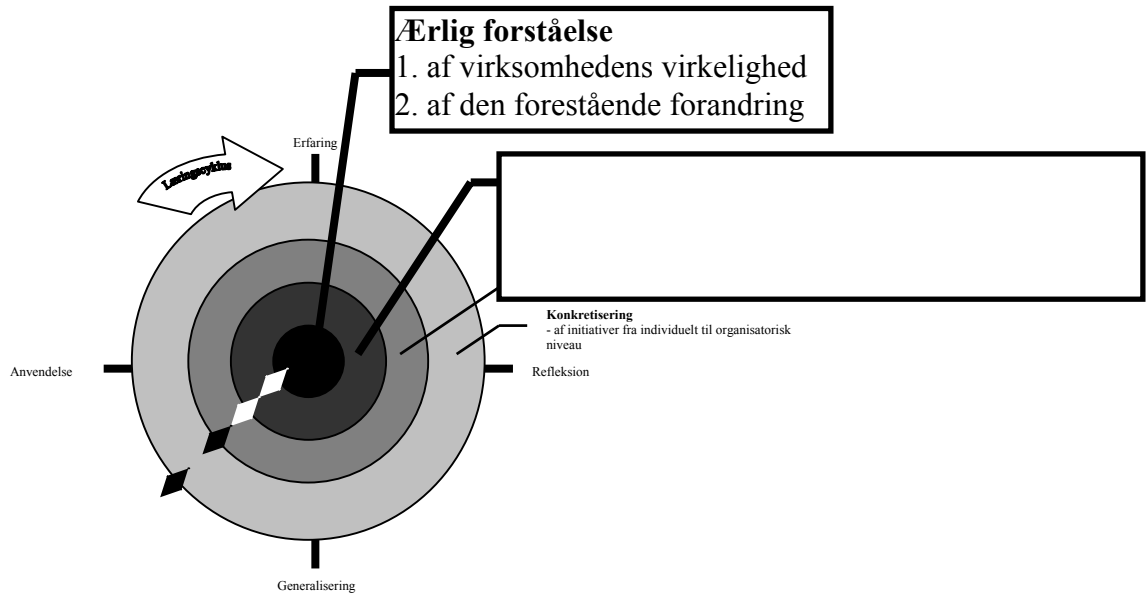 Ærlig forståelse
1. af virksomhedens virkelighed
2. af den forestående forandring
Erfaring
Læringscyklus
Konkretisering
- af initiativer fra individuelt til organisatorisk
niveau
Anvendelse
Refleksion
Generalisering